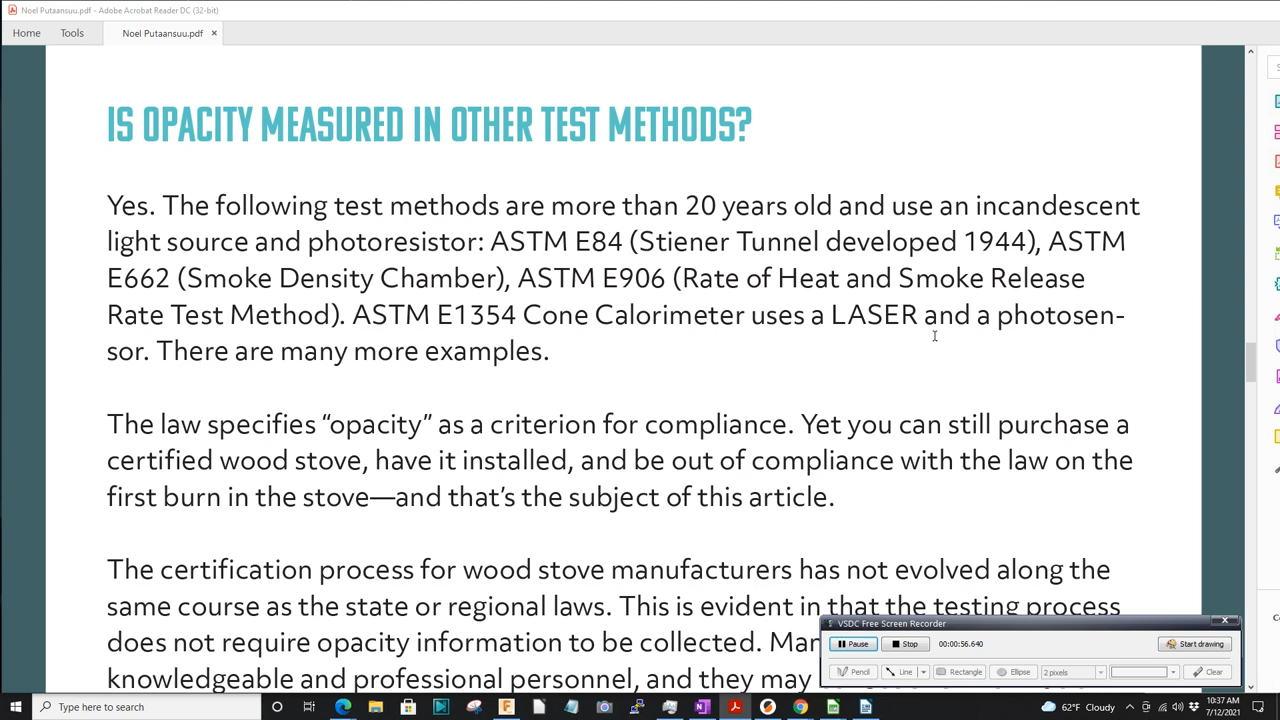 Noel Putaansuu.pdf - Adobe Acrobat Reader DC (32-bit)
Home Tools Noel Putaansuu.pdf ×
IS OPACITY MEASURED IN OTHER TEST METHODS?
Yes. The following test methods are more than 20 years old and use an incandescent
light source and photoresistor: ASTM E84 (Stiener Tunnel developed 1944), ASTM
E662 (Smoke Density Chamber), ASTM E906 (Rate of Heat and Smoke Release
Rate Test Method). ASTM E1354 Cone Calorimeter uses a LASER and a photosen-
sor. There are many more examples.
The law specifies “opacity” as a criterion for compliance. Yet you can still purchase a
certified wood stove, have it installed, and be out of compliance with the law on the
first burn in the stove—and that’s the subject of this article.
The certification process for wood stove manufacturers has not evolved along the
same course as the state or regional laws. This is evident in that the testing process
does not require opacity information to be collected.
knowledgeable and professional personnel, and they may
VSDC Free Screen Recorder
Pause Stop 00:00:56.640 Start drawing
Pencil Line Rectangle Ellipse 2 pixels Clear
Type here to search
62°F Cloudy
10:37 AM
7/12/2021